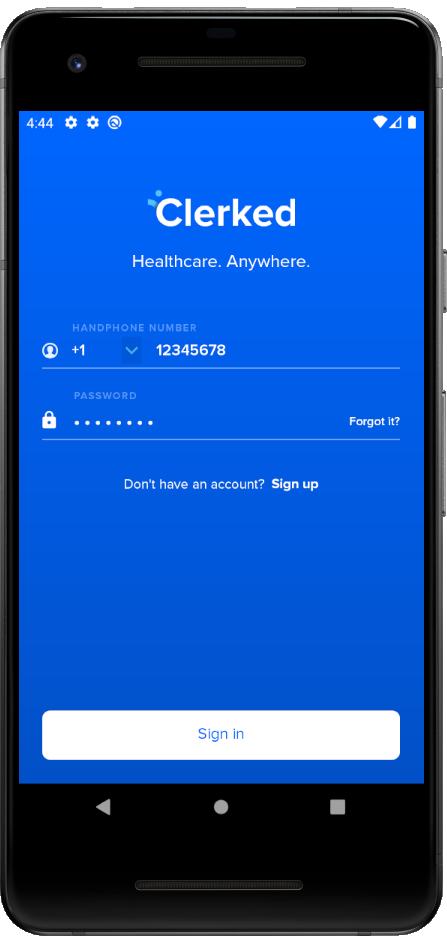 4:44
Clerked
Healthcare. Anywhere.
HANDPHONE NUMBER
+1 12345678
PASSWORD
•••••••• Forgot it?
Don't have an account? Sign up
Sign in